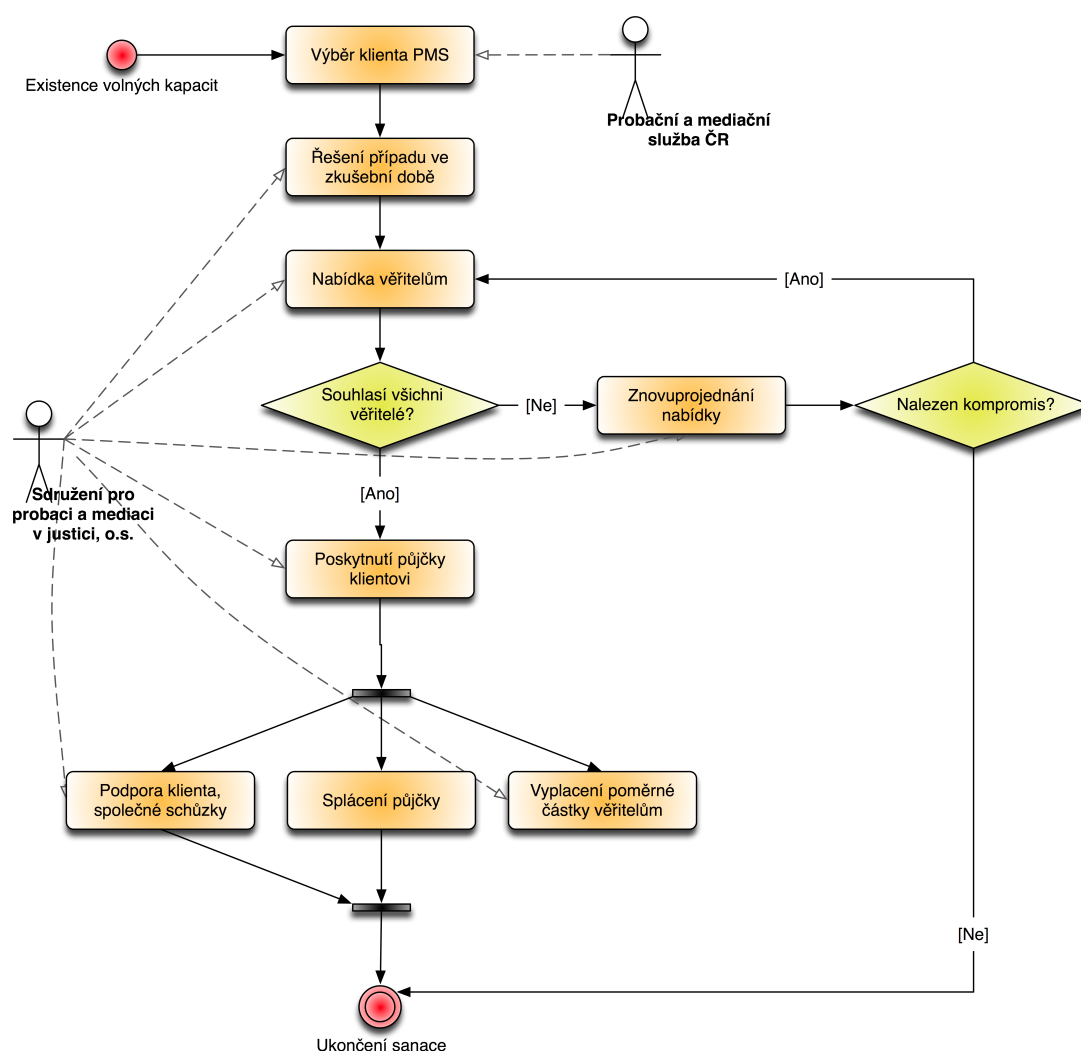 Výběr klienta PMS
Existence volných kapacit
Probační a mediační
služba ČR
Řešení případu ve
zkušební době
Nabídka věřitelům
[Ano]
Souhlasí všichni
věřitelé?
[Ne]
Znovuprojednání
nabídky
Nalezen kompromis?
Sdružení pro
probaci a mediaci
v justici, o.s.
[Ano]
Poskytnutí půjčky
klientovi
Podpora klienta,
společné schůzky
Splácení půjčky
Vyplacení poměrné
částky věřitelům
[Ne]
Ukončení sanace